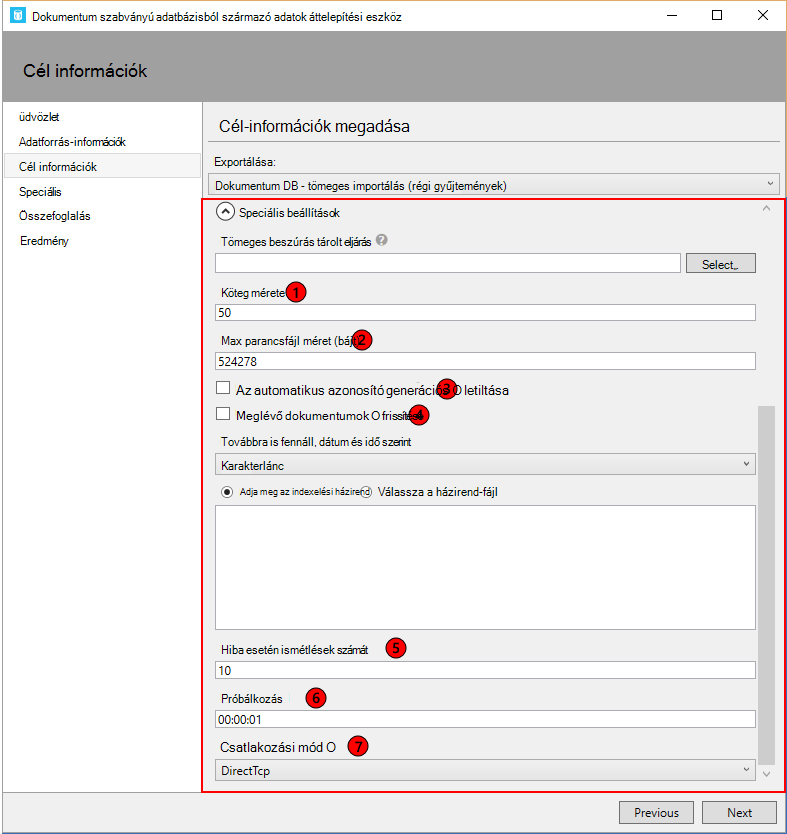 Dokumentum szabványú adatbázisból származó adatok áttelepítési eszköz
Cél információk
üdvözlet
Adatforrás-információk
Cél információk
Speciális
Összefoglalás
Eredmény
Cél-információk megadása
Exportálása:
Dokumentum DB - tömeges importálás (régi gyűjtemények)
Speciális beállítások
Tömeges beszúrás tárolt eljárás ?
Select..
Köteg mérete 1
50
Max parancsfájl méret (bájt) 2
524278
Az automatikus azonosító generációs 3 O letiltása
Meglévő dokumentumok O frissítése 4
Továbbra is fennáll, dátum és idő szerint
Karakterlánc
Adja meg az indexelési házirend Válassza a házirend-fájl
Hiba esetén ismétlések számát 5
10
Próbálkozás 6
00:00:01
Csatlakozási mód O 7
DirectTcp
Previous Next